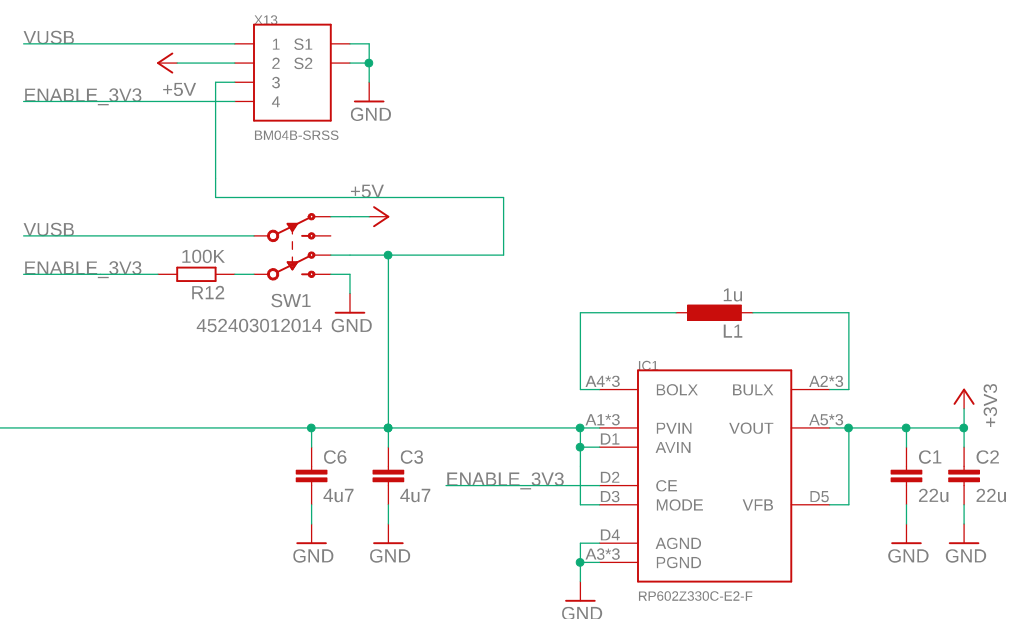 X13
VUSB
1 S1
2 S2
+5V
3
ENABLE_3V3
4
GND
BM04B-SRSS
+5V
VUSB
ENABLE_3V3
100K
R12
SW1
452403012014
GND
1u
L1
IC1
A4*3 BOLX BULX A2*3
A1*3 PVIN VOUT A5*3
+3V3
D1 AVIN
C6
4u7
C3
4u7
ENABLE_3V3
D2 CE
D3 MODE VFB D5
C1
22u
C2
22u
D4 AGND
A3*3 PGND
GND
GND
GND
GND
RP602Z330C-E2-F
GND